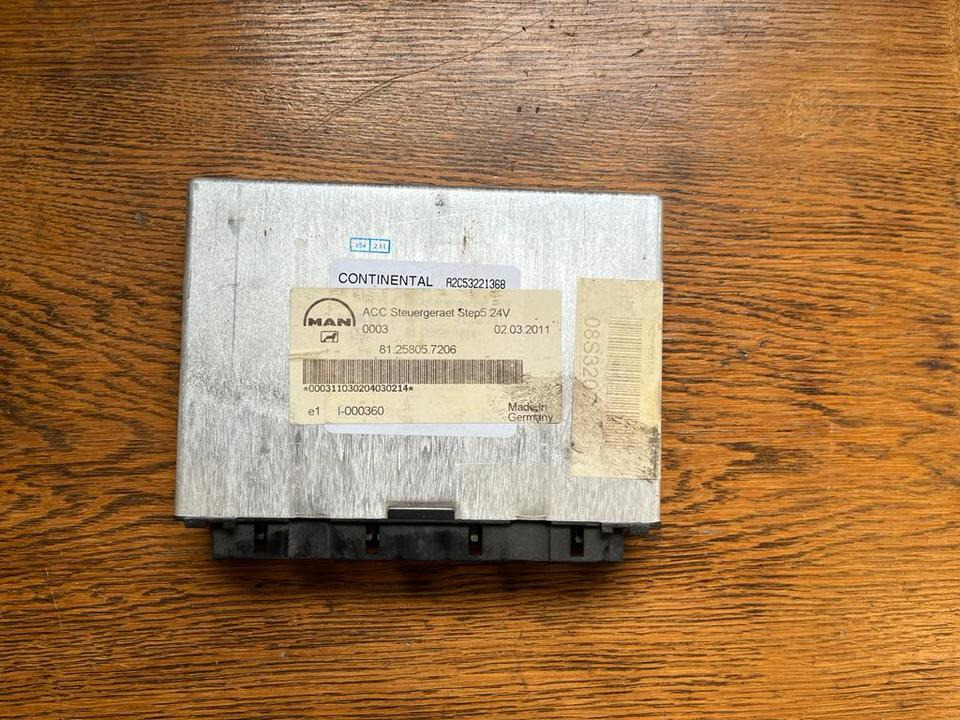 CONTINENTAL A2C53221368
MAN
ACC Steuergeraet Step5 24V
0003 02.03.2011
81.25805.7206
*000311030204030214*
e1 I-000360
Made in
Germany